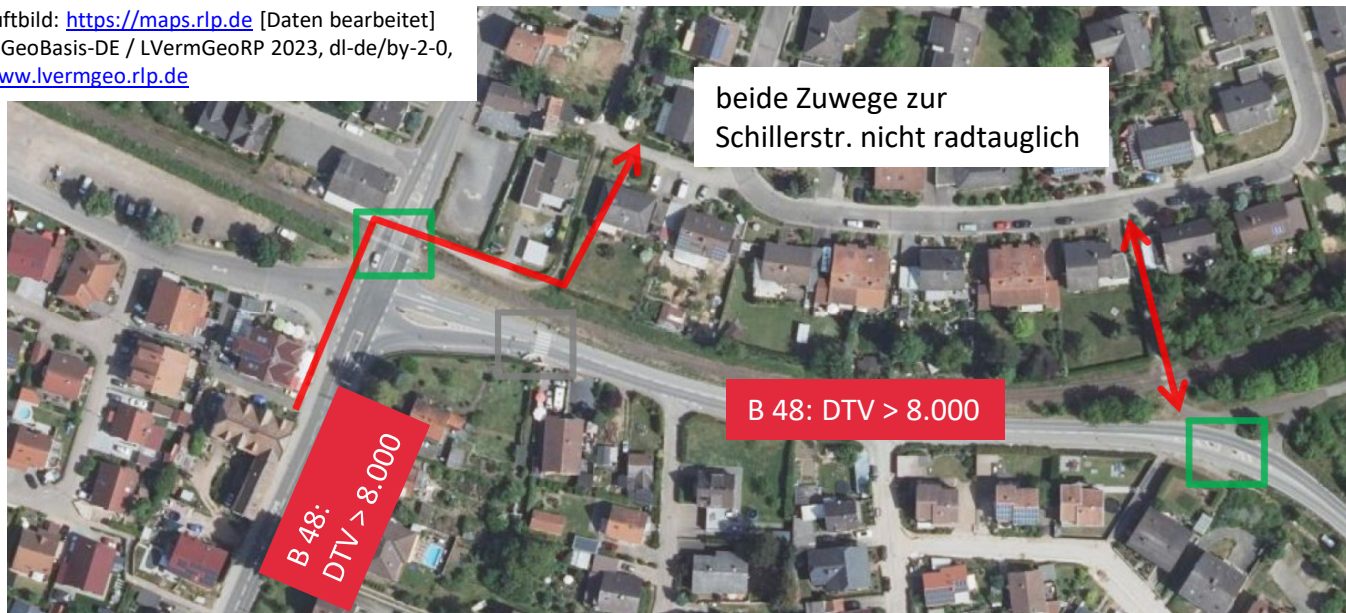 uftbild: https://maps.rlp.de [Daten bearbeitet]
GeoBasis-DE / LVermGeoRP 2023, dl-de/by-2-0,
ww.lvermgeo.rlp.de
beide Zuwege zur
Schillerstr. nicht radtauglich
B 48: DTV > 8.000
B 48:
DTV > 8.000